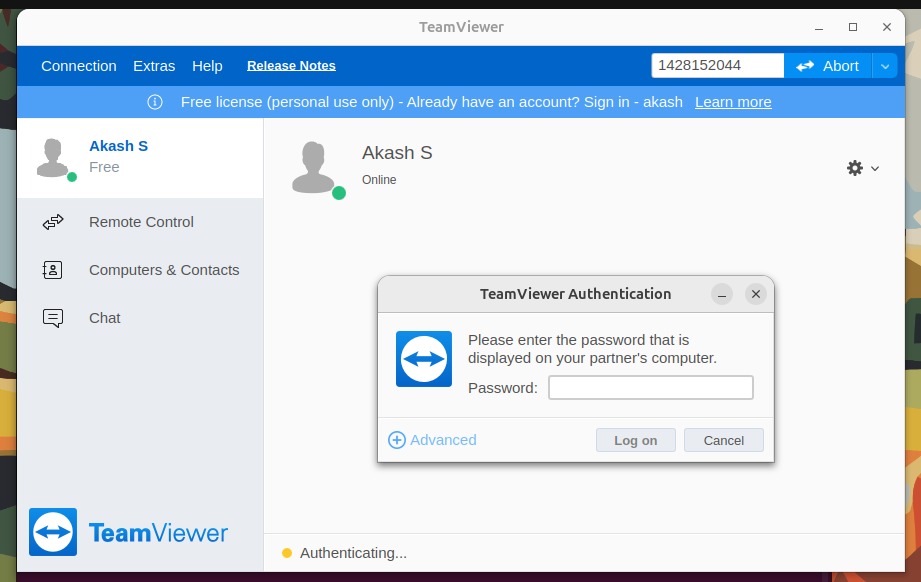 TeamViewer
Connection Extras Help Release Notes 1428152044 Abort
Free license (personal use only) - Already have an account? Sign in - akash Learn more
Akash S
Free
Akash S
Online
Remote Control
Computers & Contacts
Chat
TeamViewer Authentication
Please enter the password that is
displayed on your partner's computer.
Password:
Advanced Log on Cancel
TeamViewer
Authenticating...